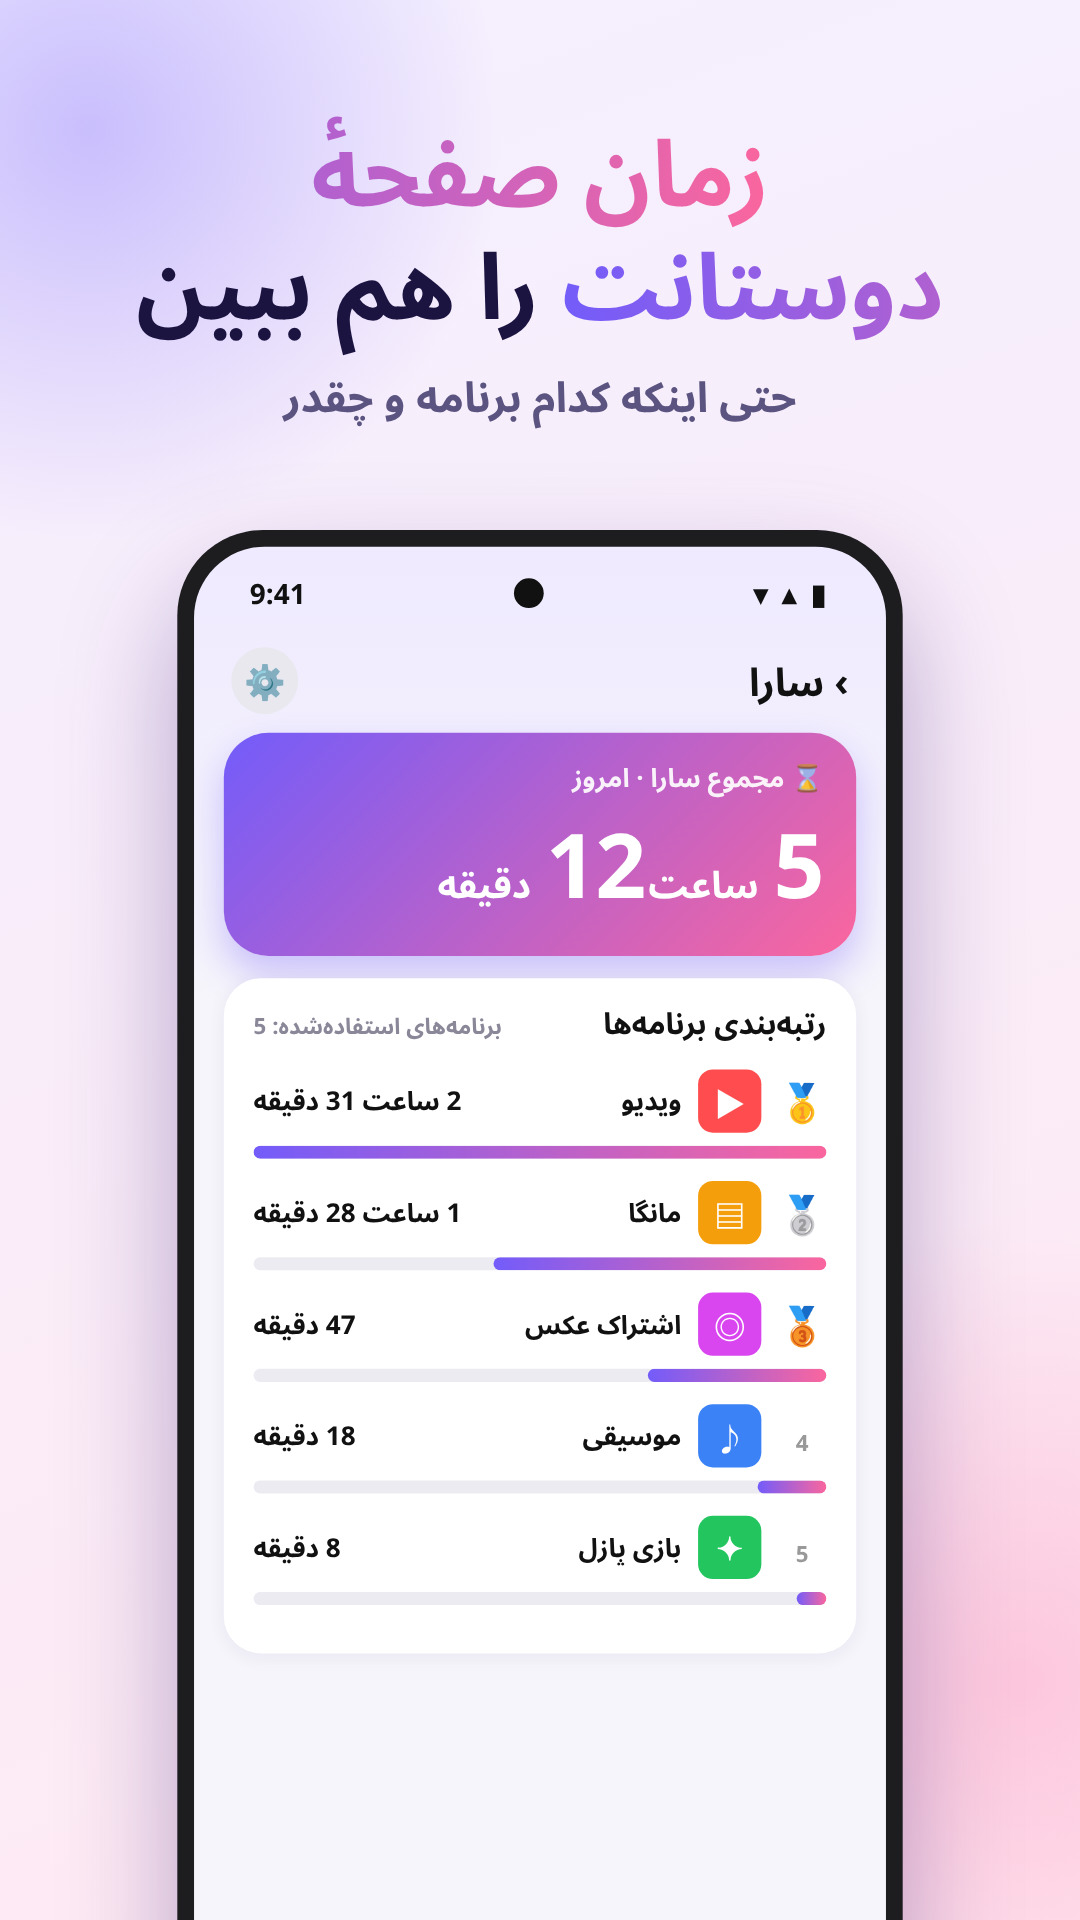 زمان صفحهٔ
دوستانت را هم ببین
حتی اینکه کدام برنامه و چقدر
9:41
‹ سارا
⌛ مجموع سارا · امروز
5 ساعت 12 دقیقه
رتبه‌بندی برنامه‌ها
برنامه‌های استفاده‌شده: 5
ویدیو 2 ساعت 31 دقیقه
مانگا 1 ساعت 28 دقیقه
اشتراک عکس 47 دقیقه
4 موسیقی 18 دقیقه
5 بازی پازل 8 دقیقه